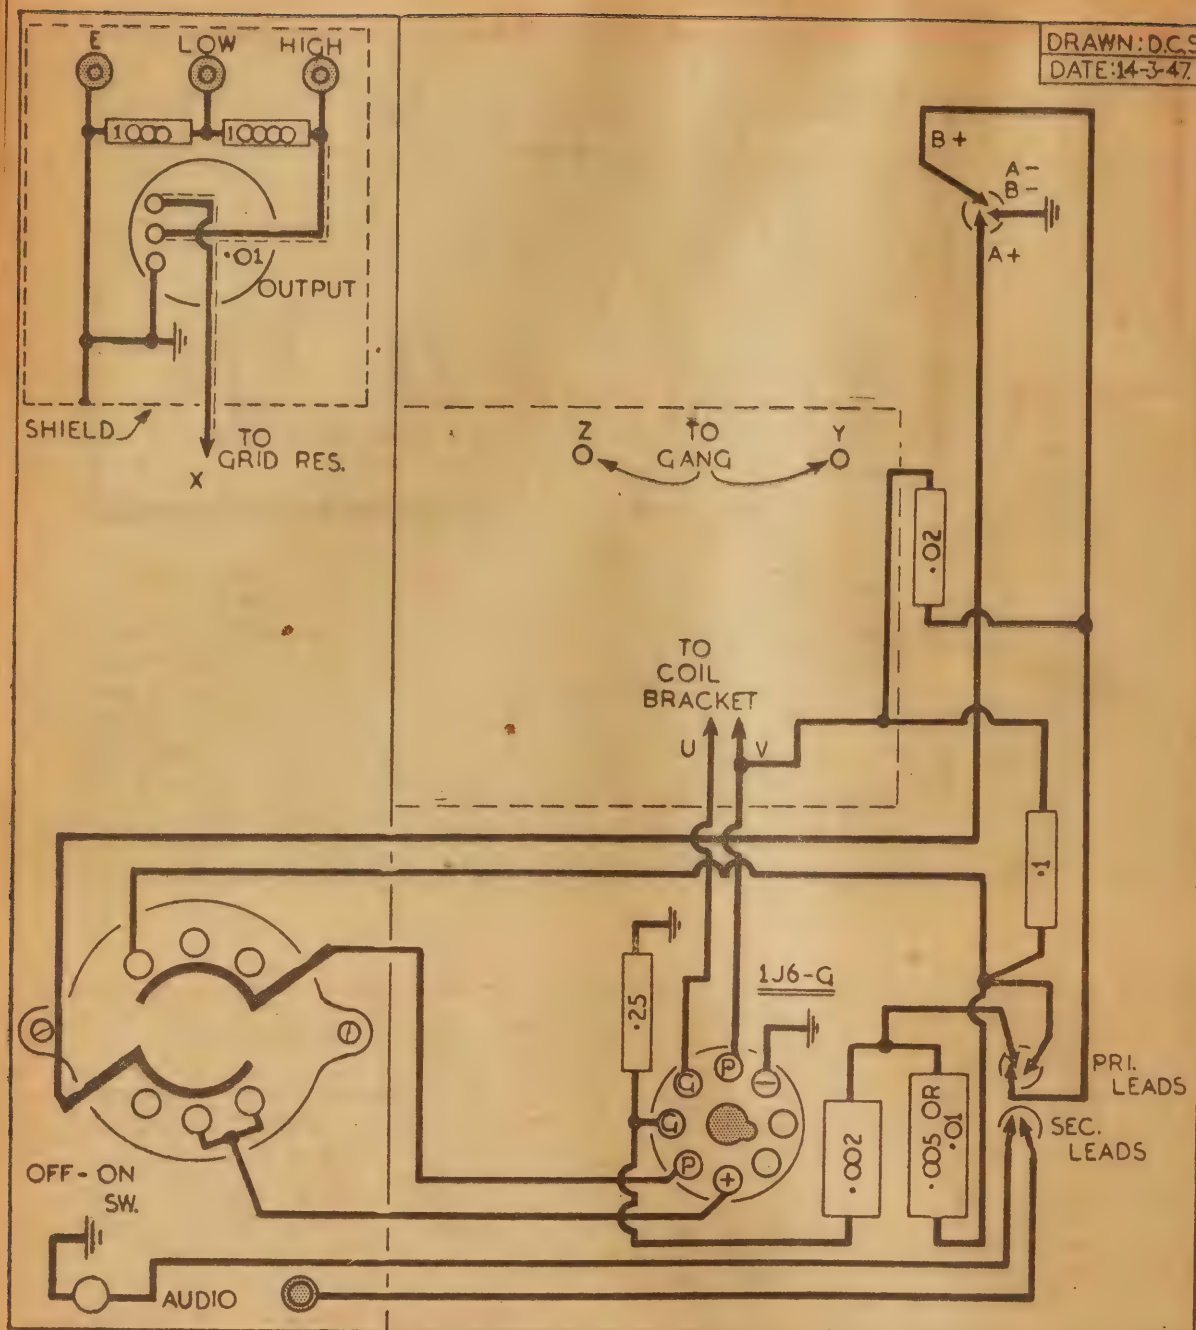 DRAWN: D.C.S
DATE: 14-3-47.
E
LOW
HIGH
1000
10000
.01
OUTPUT
SHIELD
TO
GRID RES.
X
B+
A-
B-
A+
Z
TO
GANG
Y
.02
TO
COIL
BRACKET
U
V
.1
.25
1J6-G
G
P
−
G
P
+
.002
.005 OR
.01
PRI.
LEADS
SEC.
LEADS
OFF-ON
SW.
AUDIO